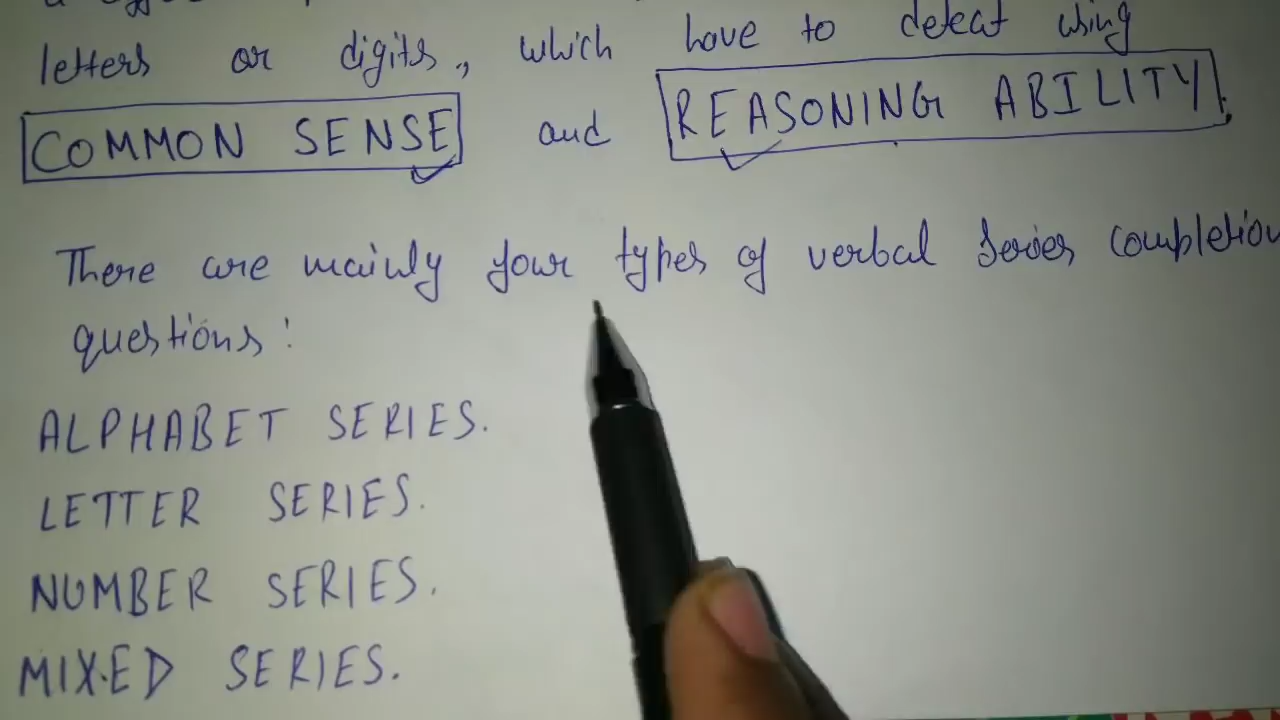 letters or digits, which have to detect using
COMMON SENSE and REASONING ABILITY.
There are mainly four types of verbal series completion
questions:
ALPHABET SERIES.
LETTER SERIES.
NUMBER SERIES.
MIXED SERIES.